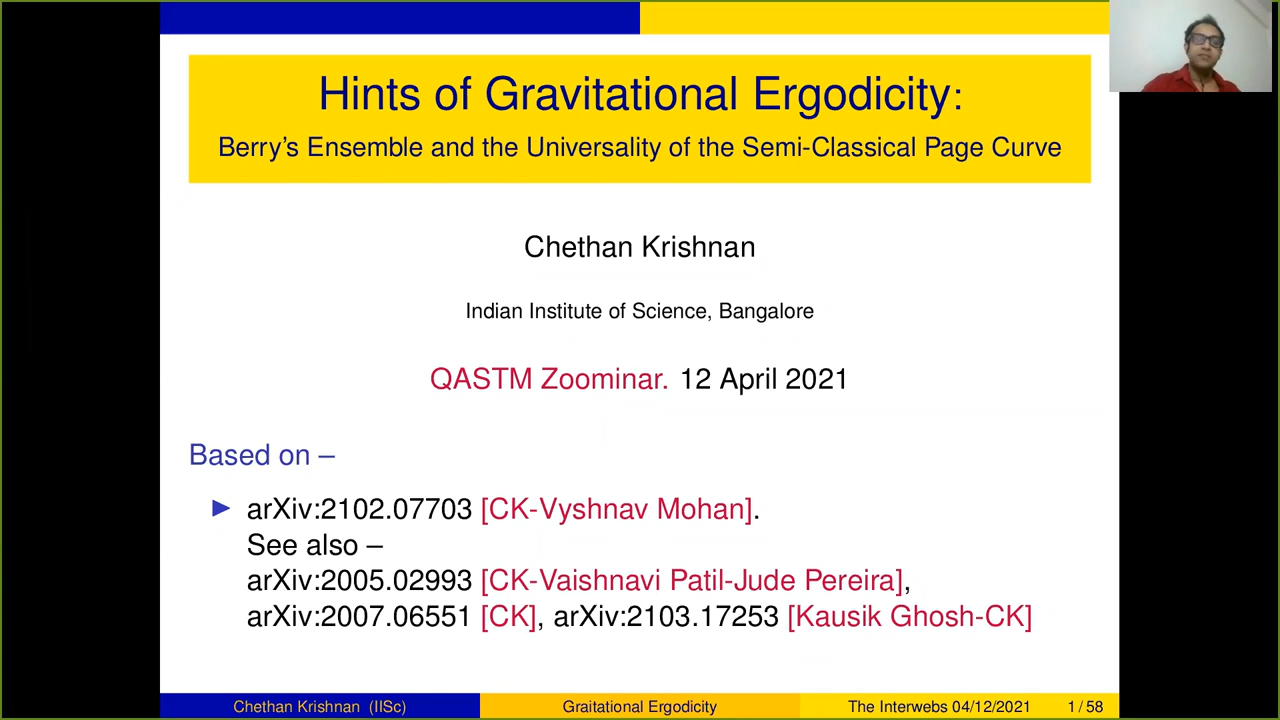 Hints of Gravitational Ergodicity:
Berry's Ensemble and the Universality of the Semi-Classical Page Curve
Chethan Krishnan
Indian Institute of Science, Bangalore
QASTM Zoominar. 12 April 2021
Based on –
arXiv:2102.07703 [CK-Vyshnav Mohan].
See also –
arXiv:2005.02993 [CK-Vaishnavi Patil-Jude Pereira],
arXiv:2007.06551 [CK], arXiv:2103.17253 [Kausik Ghosh-CK]
Chethan Krishnan (IISc) Graitational Ergodicity The Interwebs 04/12/2021 1 / 58